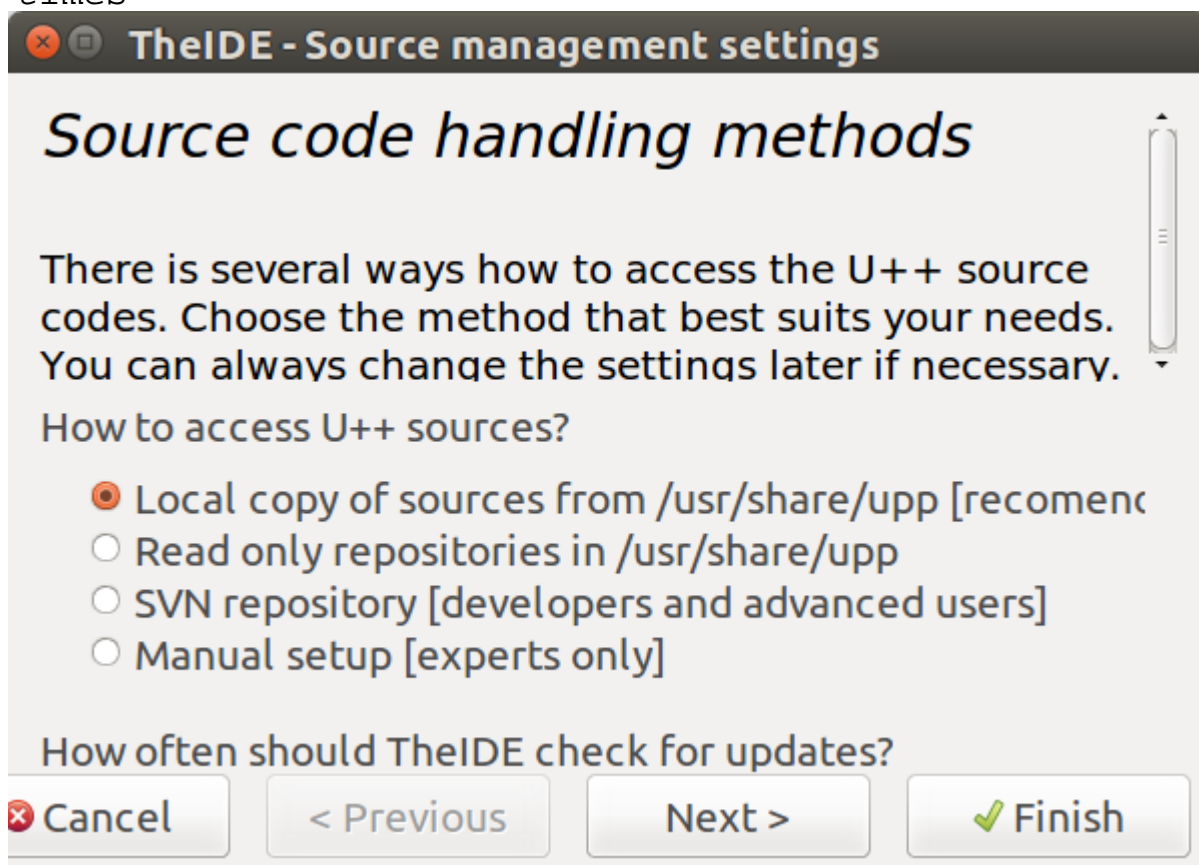 TheIDE - Source management settings
Source code handling methods
There is several ways how to access the U++ source
codes. Choose the method that best suits your needs.
You can always change the settings later if necessary.
How to access U++ sources?
Local copy of sources from /usr/share/upp [recomend
Read only repositories in /usr/share/upp
SVN repository [developers and advanced users]
Manual setup [experts only]
How often should TheIDE check for updates?
Cancel < Previous Next > Finish